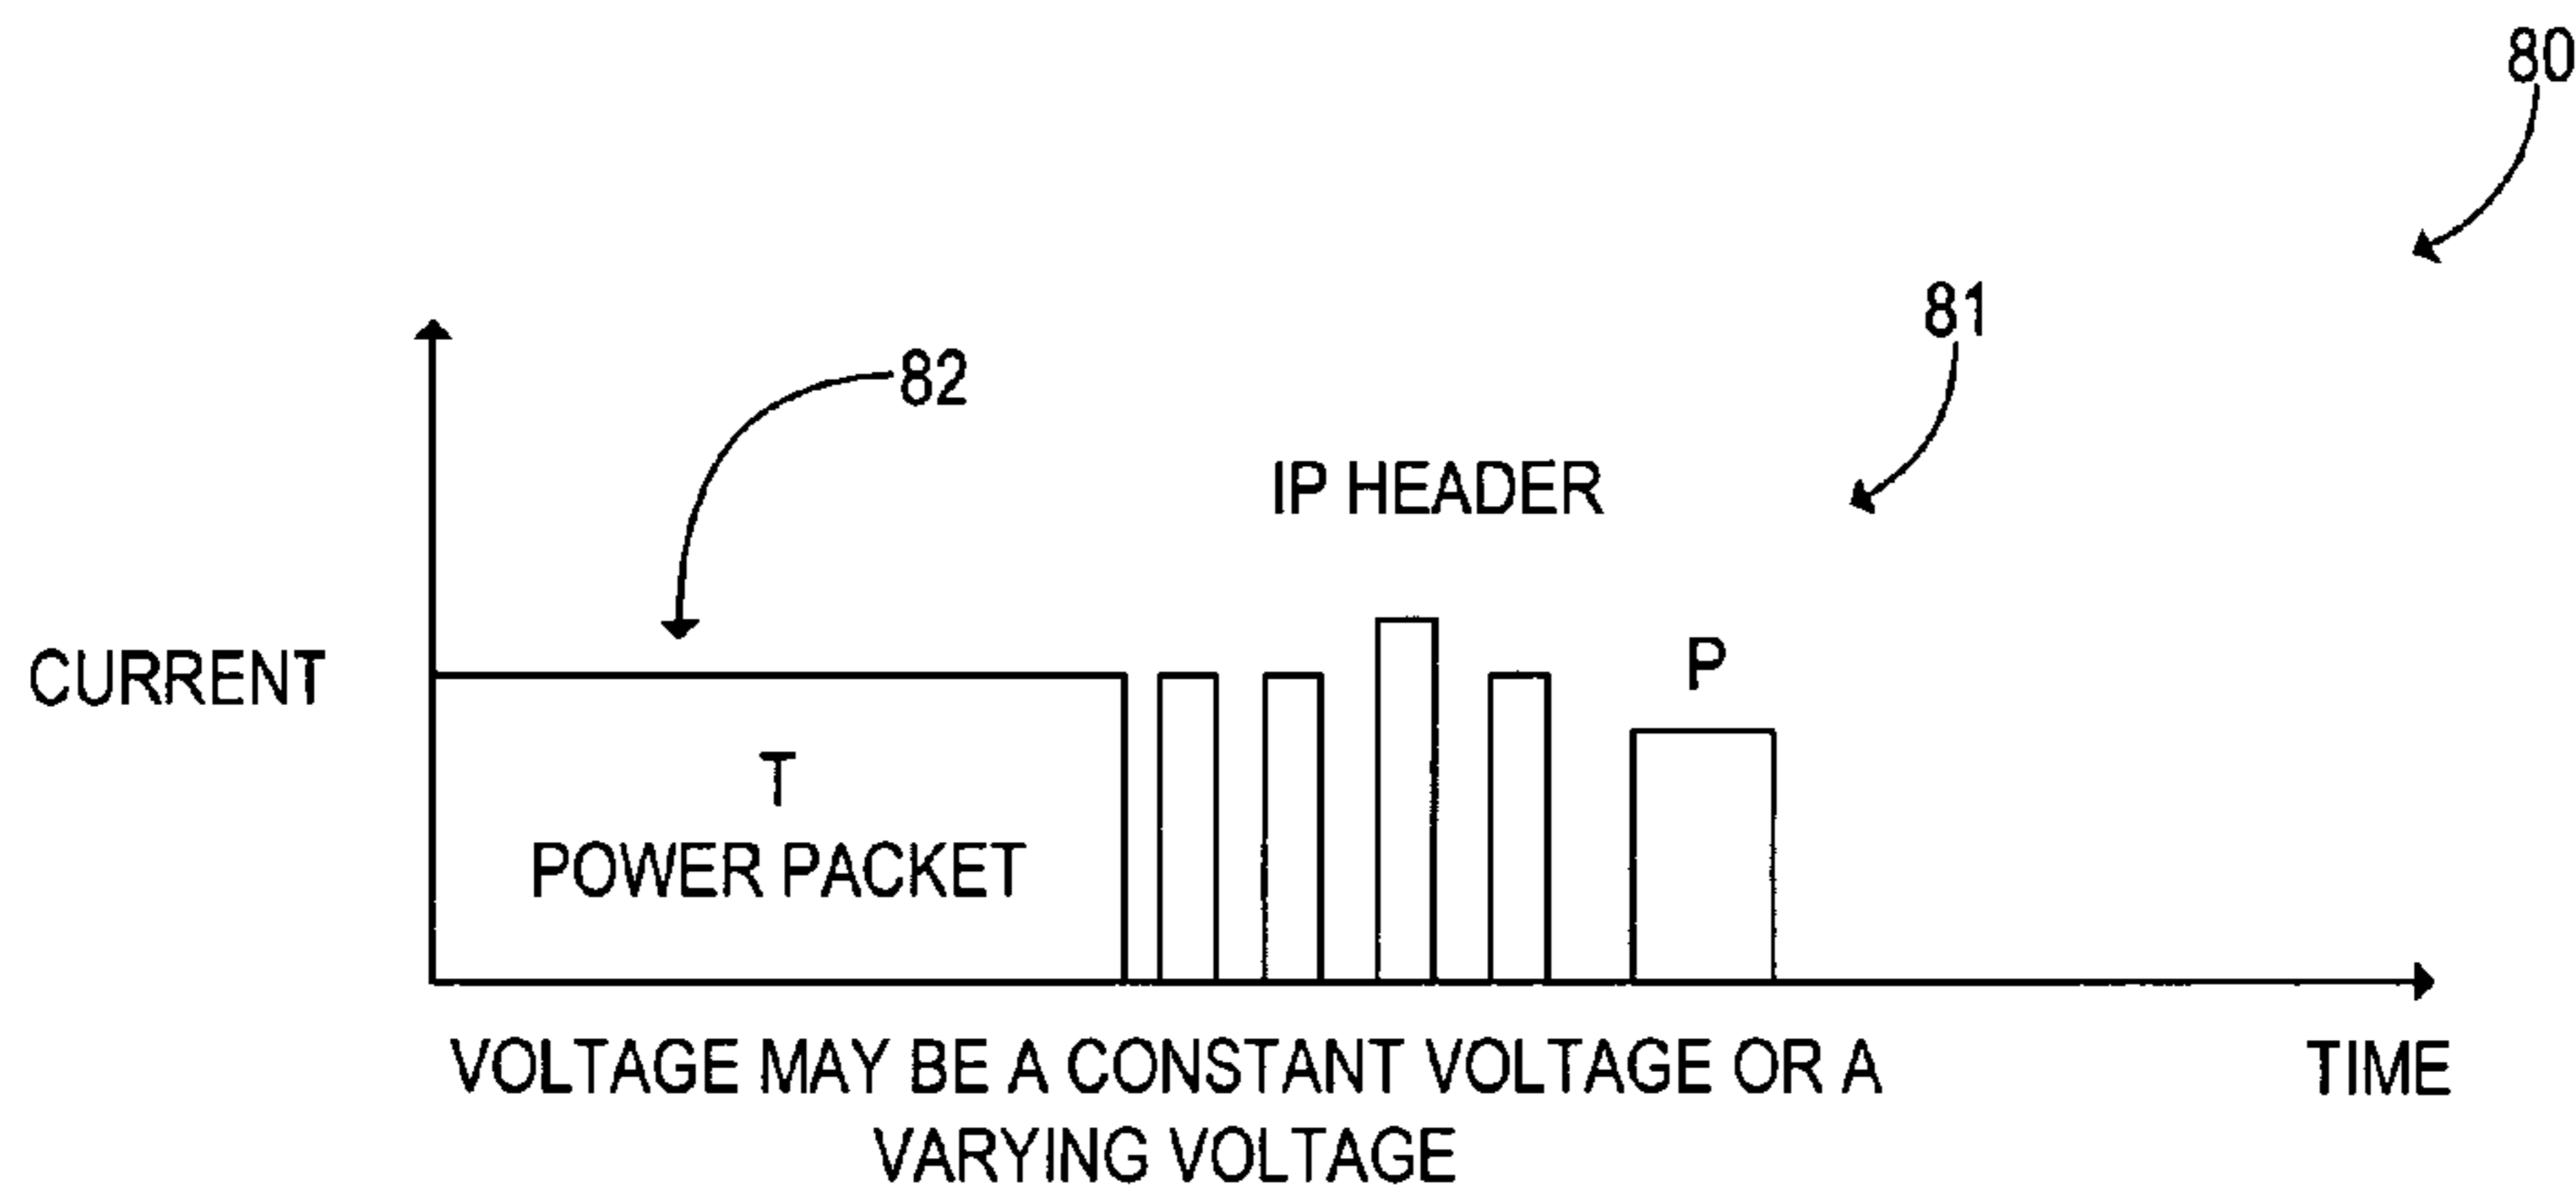 80
81
82
IP HEADER
CURRENT
P
T
POWER PACKET
VOLTAGE MAY BE A CONSTANT VOLTAGE OR A
VARYING VOLTAGE
TIME